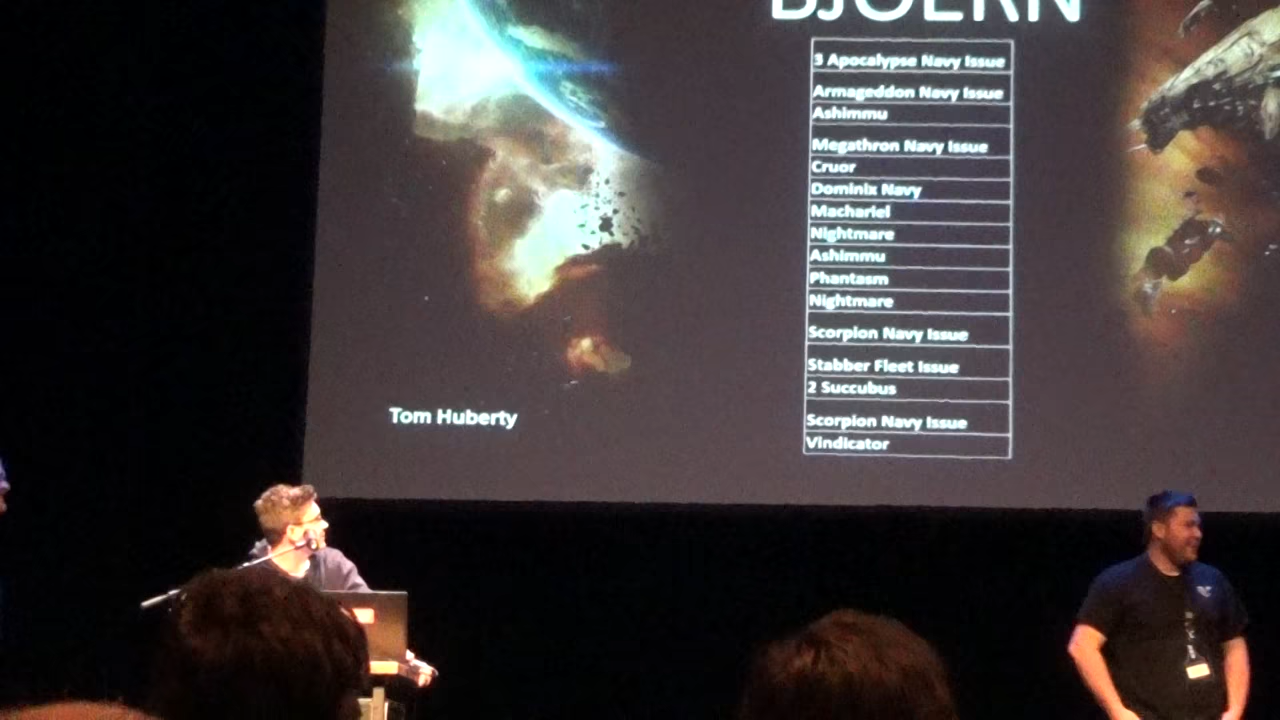 BJOERN
3 Apocalypse Navy Issue
Armageddon Navy Issue
Ashimmu
Megathron Navy Issue
Cruor
Dominix Navy
Machariel
Nightmare
Ashimmu
Phantasm
Nightmare
Scorpion Navy Issue
Stabber Fleet Issue
2 Succubus
Scorpion Navy Issue
Vindicator
Tom Huberty